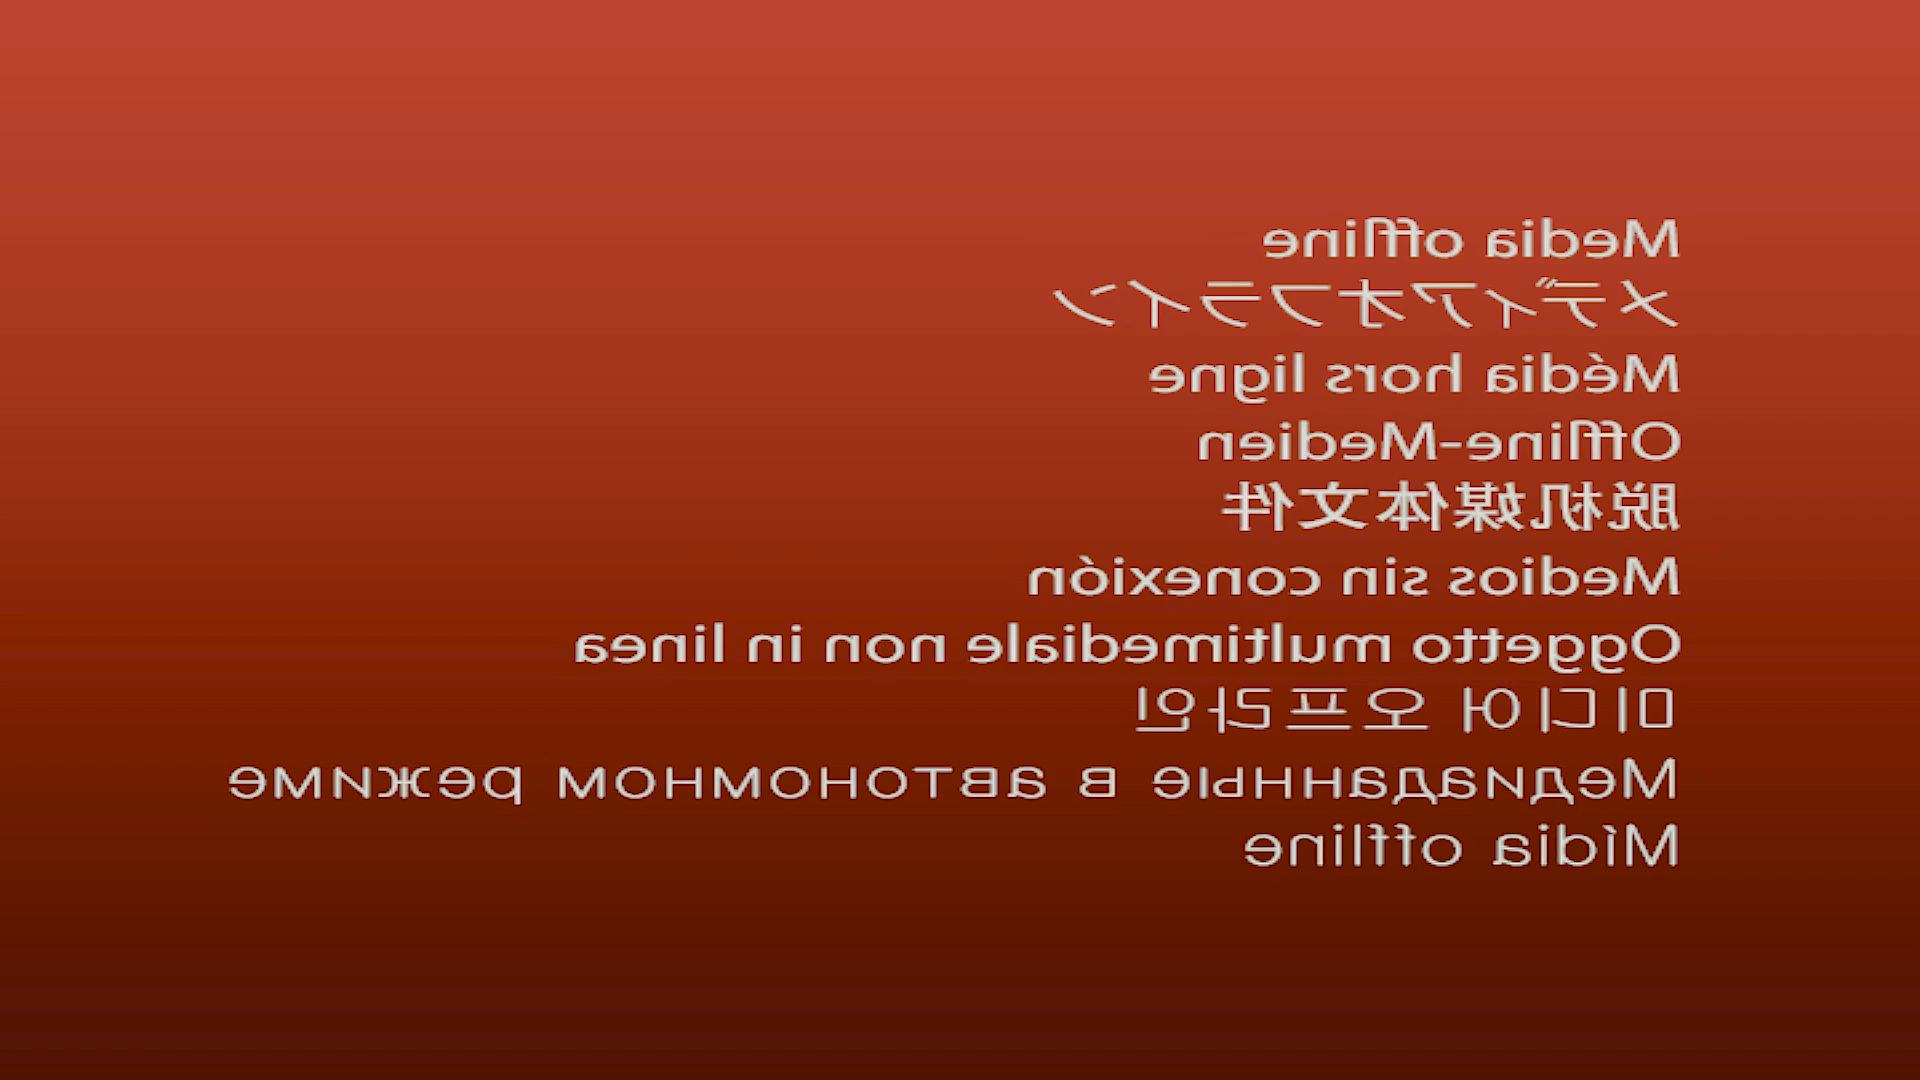 Media offline
メディアオフライン
Média hors ligne
Offline-Medien
脱机媒体文件
Medios sin conexión
Oggetto multimediale non in linea
미디어 오프라인
Медиаданные в автономном режиме
Mídia offline